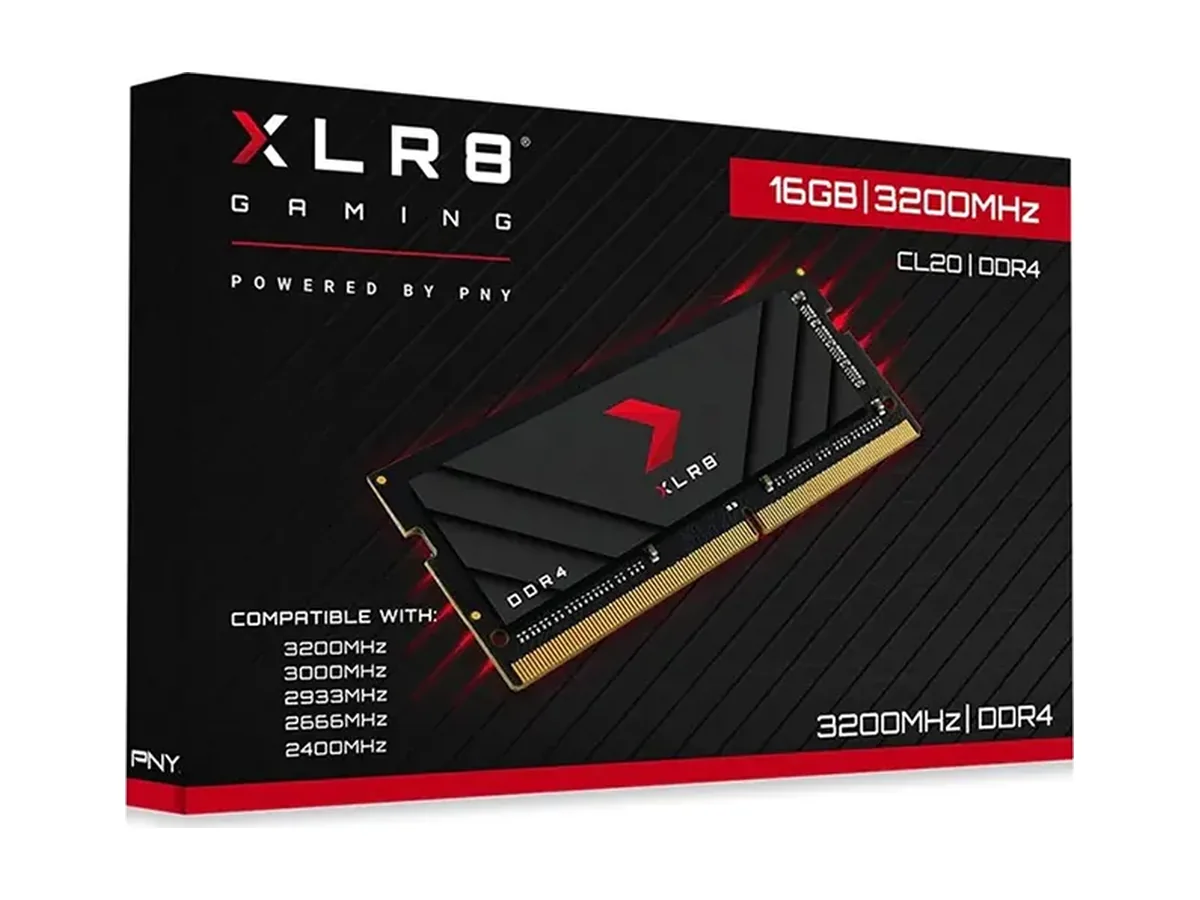 XLR8®
GAMING
POWERED BY PNY
16GB|3200MHz
CL20|DDR4
XLR8
DDR4
COMPATIBLE WITH:
3200MHz
3000MHz
2933MHz
2666MHz
2400MHz
3200MHz|DDR4
PNY